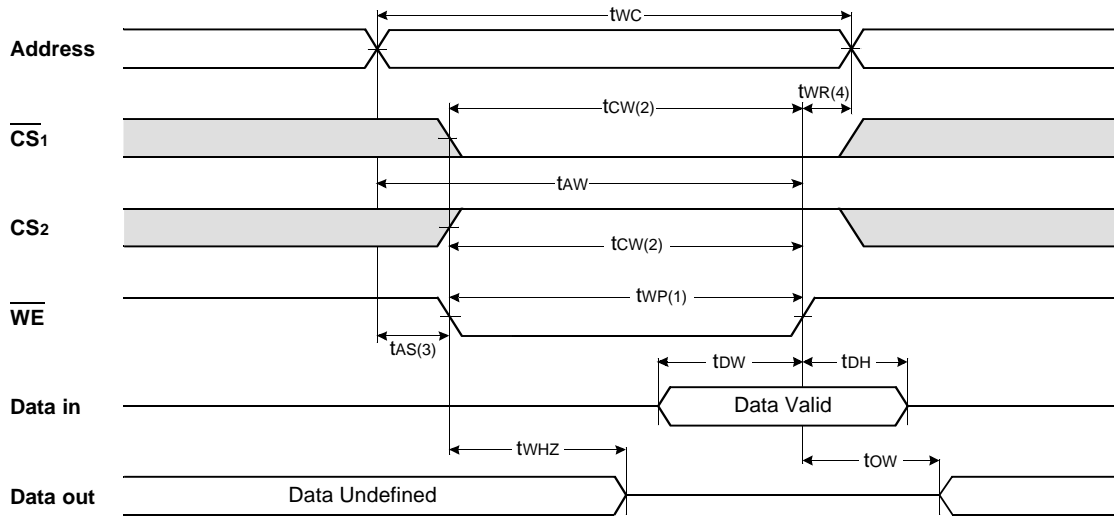 tWC
Address
tCW(2)
tWR(4)
CS1
tAW
CS2
tCW(2)
tWP(1)
WE
tAS(3)
tDW
tDH
Data in
Data Valid
tWHZ
tOW
Data out
Data Undefined